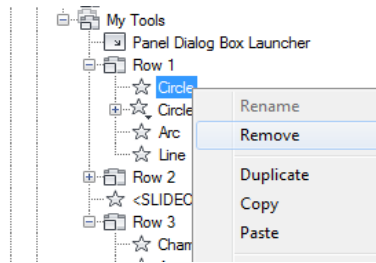 My Tools
Panel Dialog Box Launcher
Row 1
Circle
Circle
Rename
Arc
Remove
Line
Row 2
Duplicate
<SLIDEO
Copy
Row 3
Paste
Cham